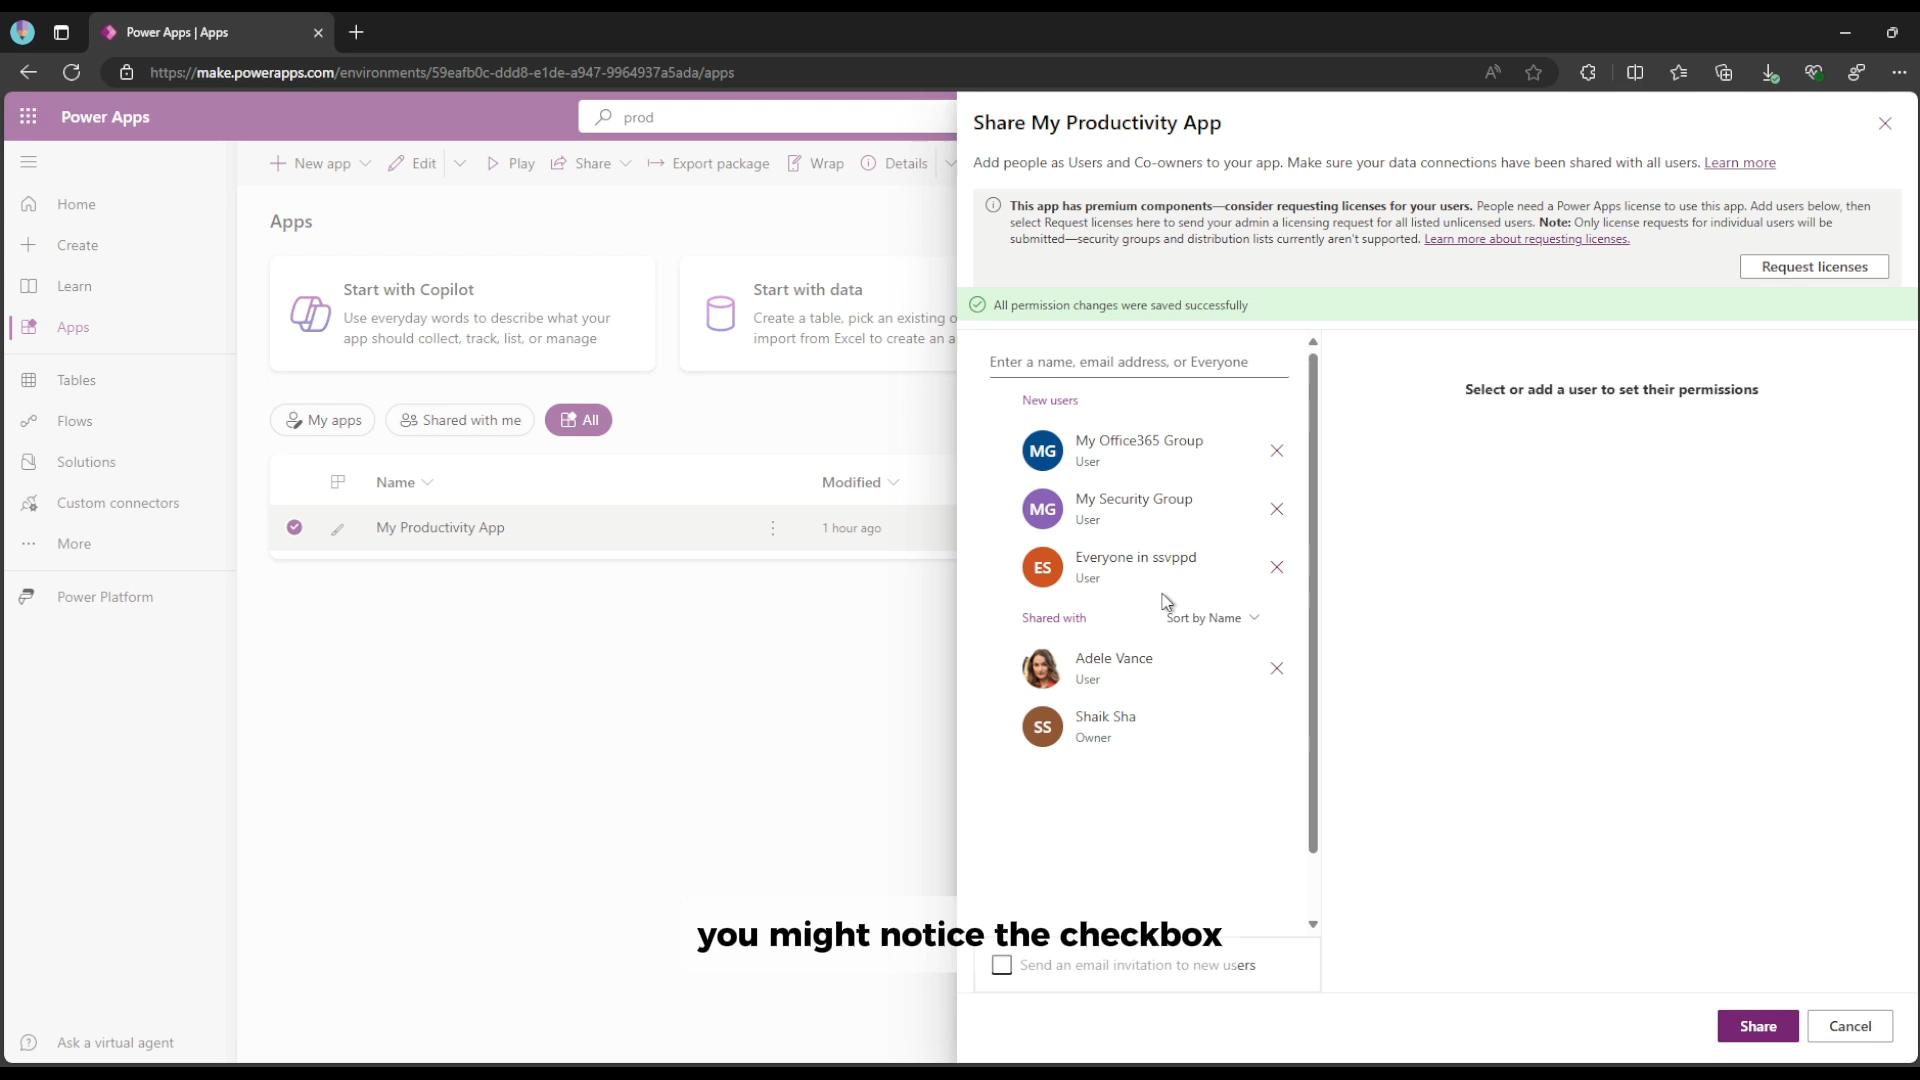 Power Apps | Apps
https://make.powerapps.com/environments/59eafb0c-ddd8-e1de-a947-9964937a5ada/apps
Power Apps
prod
New app
Edit
Play
Share
Export package
Wrap
Details
Home
Create
Learn
Apps
Tables
Flows
Solutions
Custom connectors
More
Power Platform
Ask a virtual agent
Apps
Start with Copilot
Use everyday words to describe what your
app should collect, track, list, or manage
Start with data
Create a table, pick an existing o
import from Excel to create an a
My apps
Shared with me
All
Name
Modified
My Productivity App
1 hour ago
Share My Productivity App
Add people as Users and Co-owners to your app. Make sure your data connections have been shared with all users. Learn more
This app has premium components—consider requesting licenses for your users. People need a Power Apps license to use this app. Add users below, then
select Request licenses here to send your admin a licensing request for all listed unlicensed users. Note: Only license requests for individual users will be
submitted—security groups and distribution lists currently aren't supported. Learn more about requesting licenses.
Request licenses
All permission changes were saved successfully
Enter a name, email address, or Everyone
New users
MG
My Office365 Group
User
MG
My Security Group
User
ES
Everyone in ssvppd
User
Shared with
Sort by Name
Adele Vance
User
SS
Shaik Sha
Owner
Select or add a user to set their permissions
you might notice the checkbox
Send an email invitation to new users
Share
Cancel